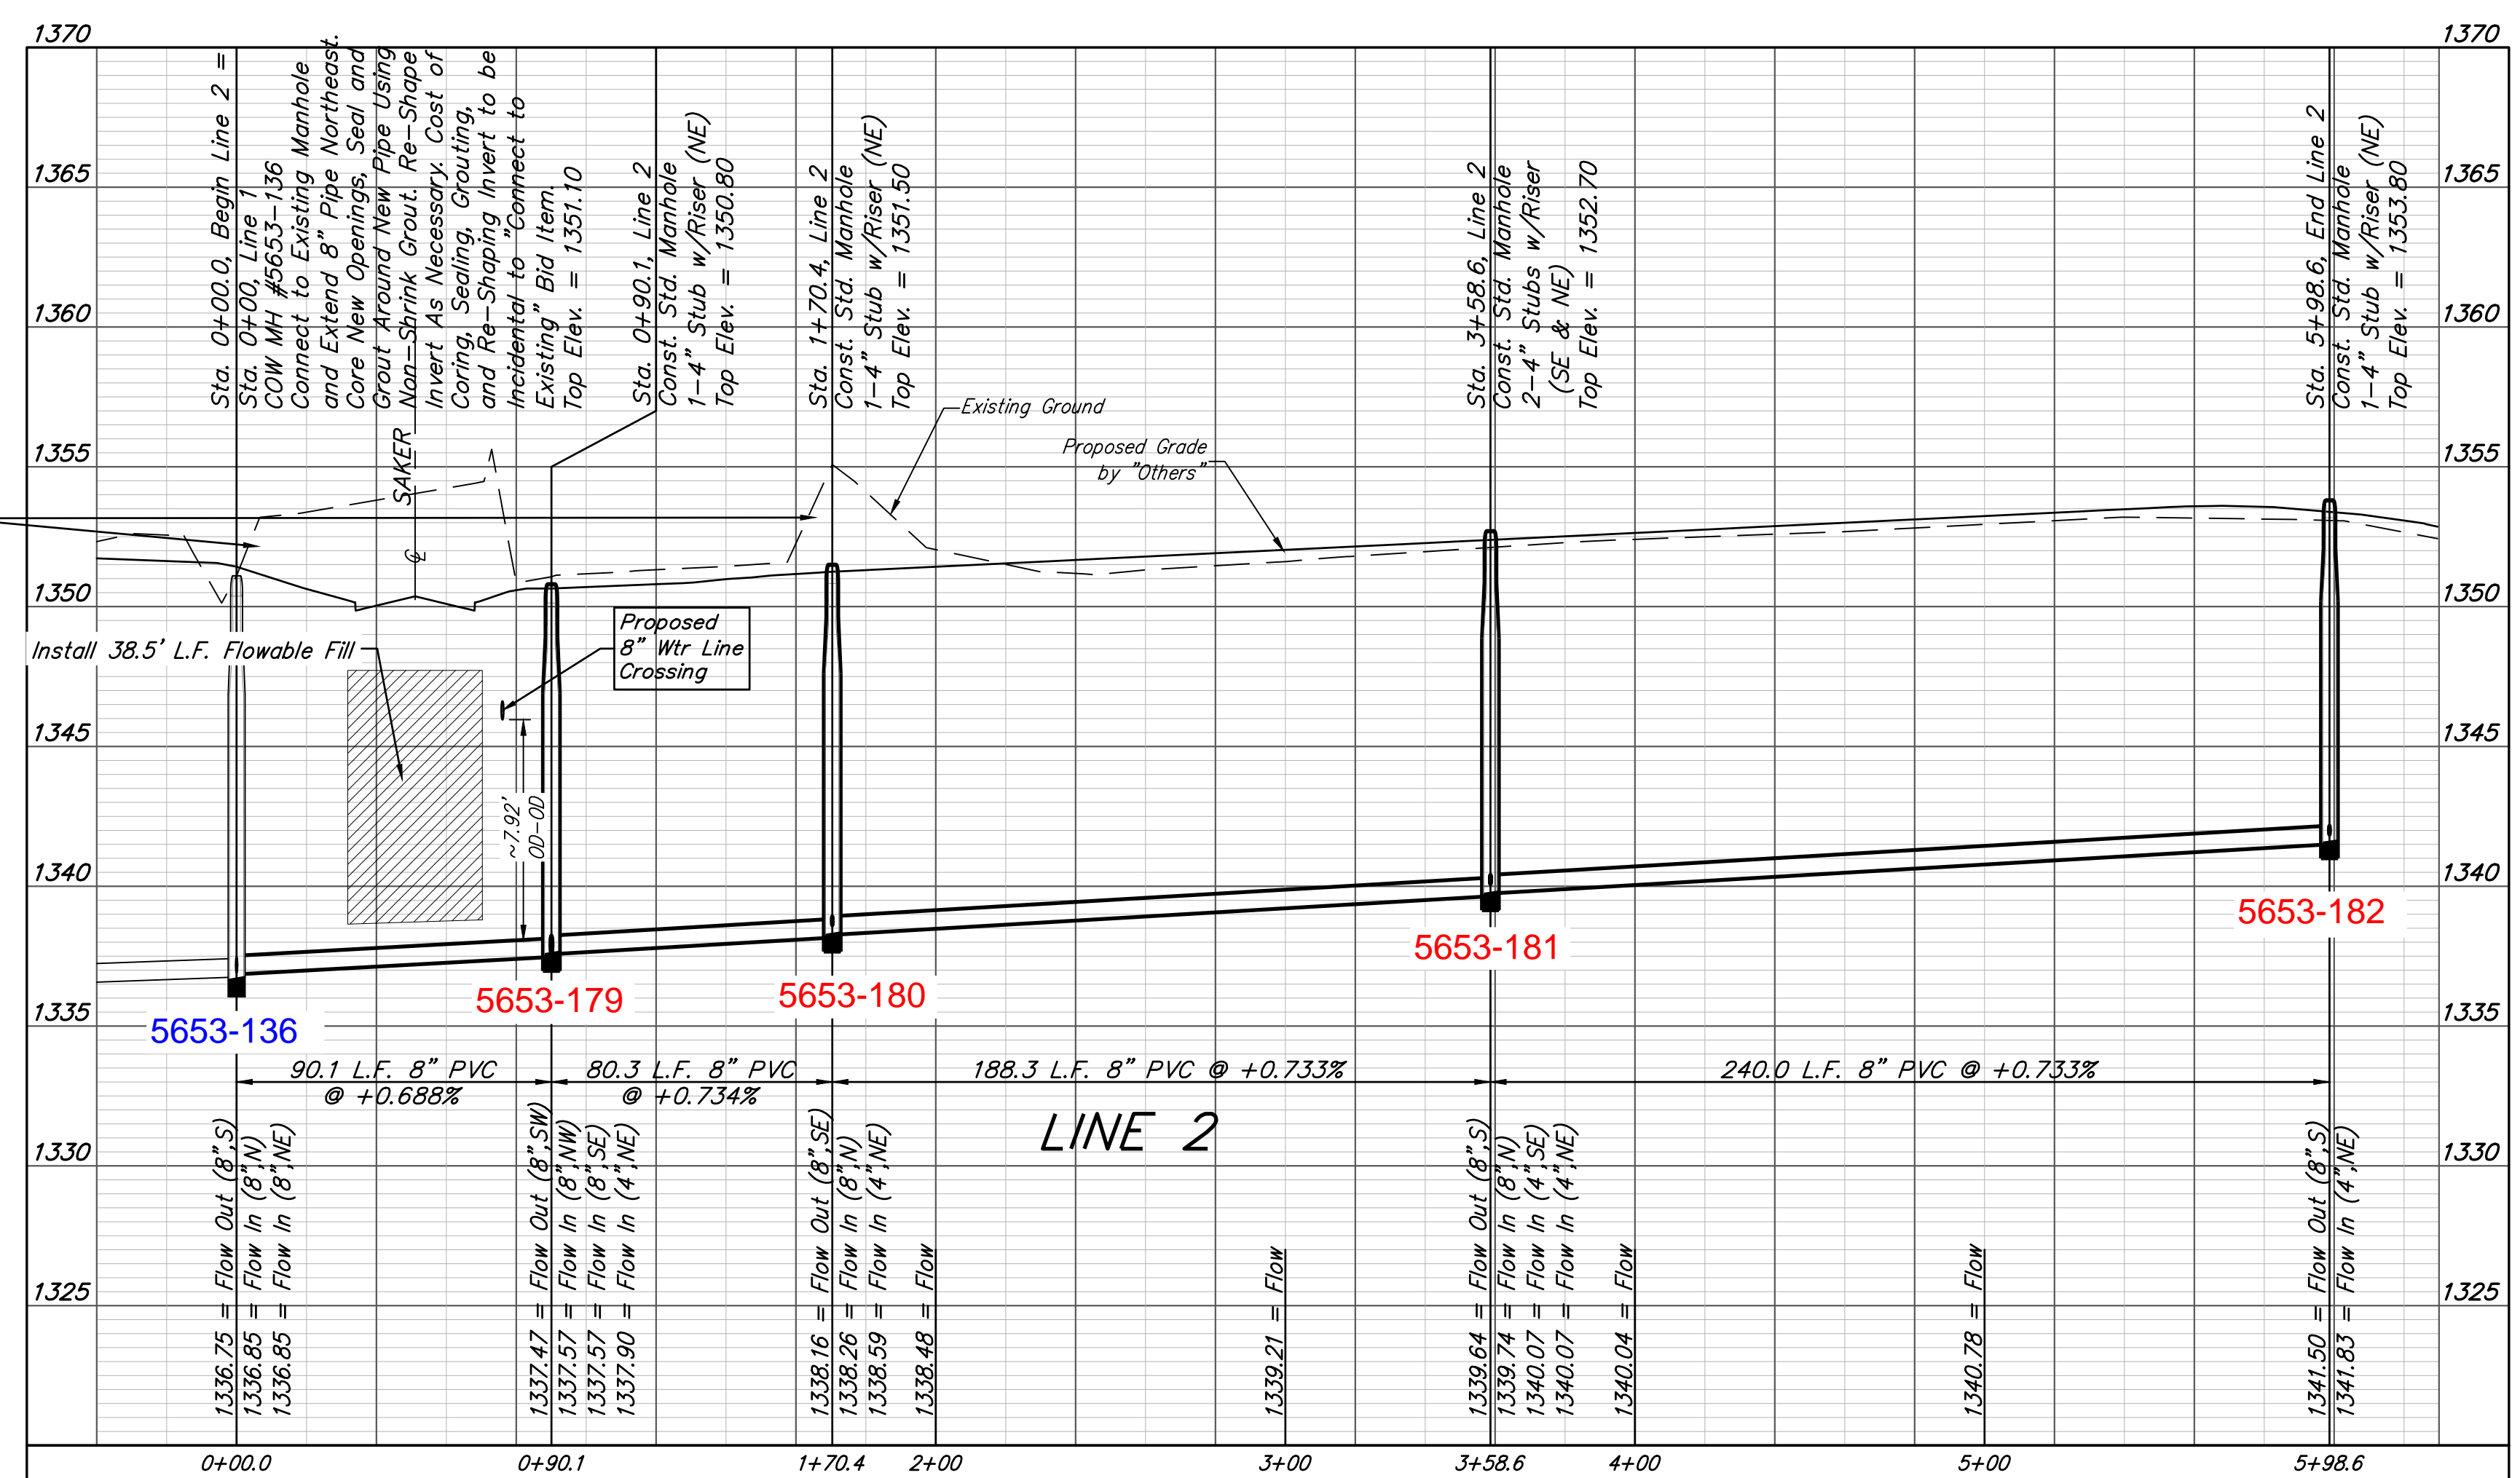 1370
1365
1360
1355
1350
1345
1340
1335
1330
1325
Sta. 0+00.0, Begin Line 2 =
Sta. 0+00, Line 1
COW MH #5653-136
Connect to Existing Manhole
and Extend 8" Pipe Northeast.
Core New Openings, Seal and
Grout Around New Pipe Using
Non-Shrink Grout. Re-Shape
Invert As Necessary. Cost of
Coring, Sealing, Grouting,
and Re-Shaping Invert to be
Incidental to "Connect to
Existing" Bid Item.
Top Elev. = 1351.10
Sta. 0+90.1, Line 2
Const. Std. Manhole
1-4" Stub w/Riser (NE)
Top Elev. = 1350.80
Sta. 1+70.4, Line 2
Const. Std. Manhole
1-4" Stub w/Riser (NE)
Top Elev. = 1351.50
Sta. 3+58.6, Line 2
Const. Std. Manhole
2-4" Stubs w/Riser
(SE & NE)
Top Elev. = 1352.70
Sta. 5+98.6, End Line 2
Const. Std. Manhole
1-4" Stub w/Riser (NE)
Top Elev. = 1353.80
1370
1365
1360
1355
1350
1345
1340
1335
1330
1325
SAKER
℄
Existing Ground
Proposed Grade
by "Others"
Install 38.5' L.F. Flowable Fill
Proposed
8" Wtr Line
Crossing
~7.92'
OD-OD
5653-136
5653-179
5653-180
5653-181
5653-182
90.1 L.F. 8" PVC
@ +0.688%
80.3 L.F. 8" PVC
@ +0.734%
188.3 L.F. 8" PVC @ +0.733%
240.0 L.F. 8" PVC @ +0.733%
LINE 2
1336.75 = Flow Out (8",S)
1336.85 = Flow In (8",N)
1336.85 = Flow In (8",NE)
1337.47 = Flow Out (8",SW)
1337.57 = Flow In (8",NW)
1337.57 = Flow In (8",SE)
1337.90 = Flow In (4",NE)
1338.16 = Flow Out (8",SE)
1338.26 = Flow In (8",N)
1338.59 = Flow In (4",NE)
1338.48 = Flow
1339.21 = Flow
1339.64 = Flow Out (8",S)
1339.74 = Flow In (8",N)
1340.07 = Flow In (4",SE)
1340.07 = Flow In (4",NE)
1340.04 = Flow
1340.78 = Flow
1341.50 = Flow Out (8",S)
1341.83 = Flow In (4",NE)
0+00.0
0+90.1
1+70.4
2+00
3+00
3+58.6
4+00
5+00
5+98.6